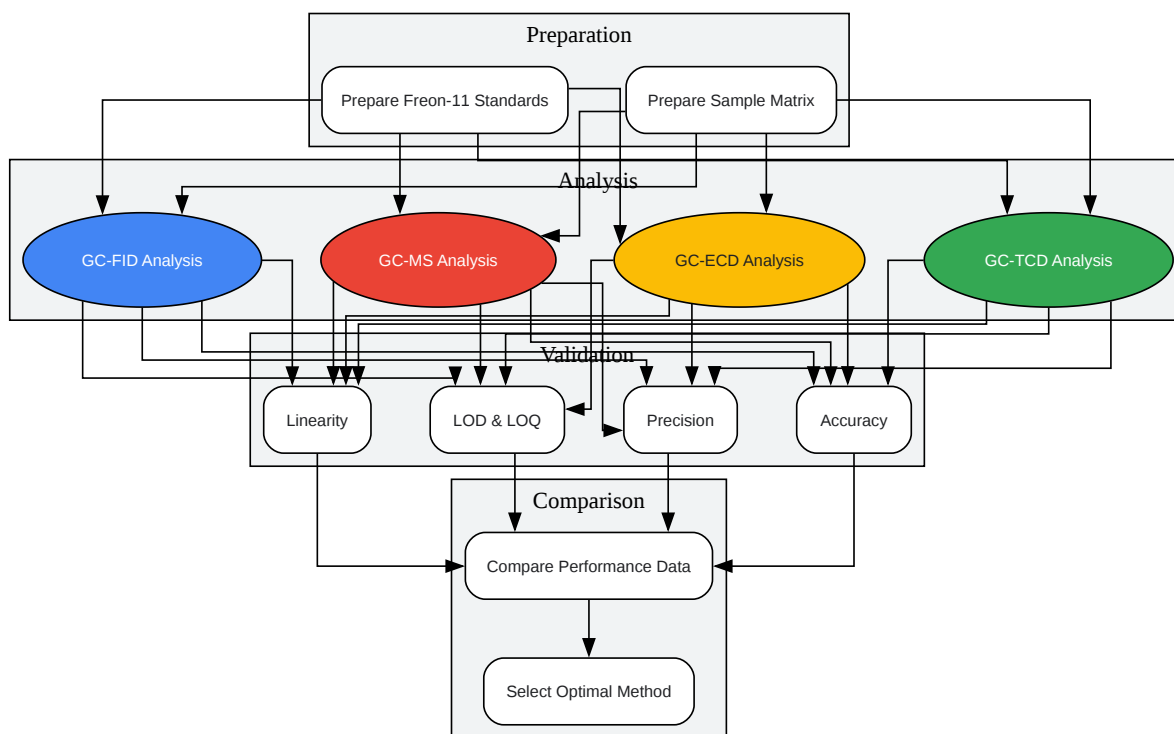 Preparation
Prepare Freon-11 Standards
Prepare Sample Matrix
Analysis
GC-FID Analysis
GC-MS Analysis
GC-ECD Analysis
GC-TCD Analysis
Validation
Linearity
LOD & LOQ
Precision
Accuracy
Comparison
Compare Performance Data
Select Optimal Method